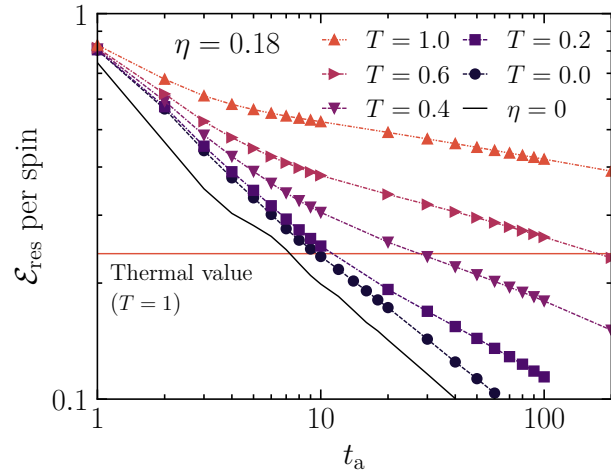 1
η = 0.18
T = 1.0
T = 0.6
T = 0.4
T = 0.2
T = 0.0
η = 0
ℰres per spin
Thermal value
(T = 1)
0.1
1
10
100
ta